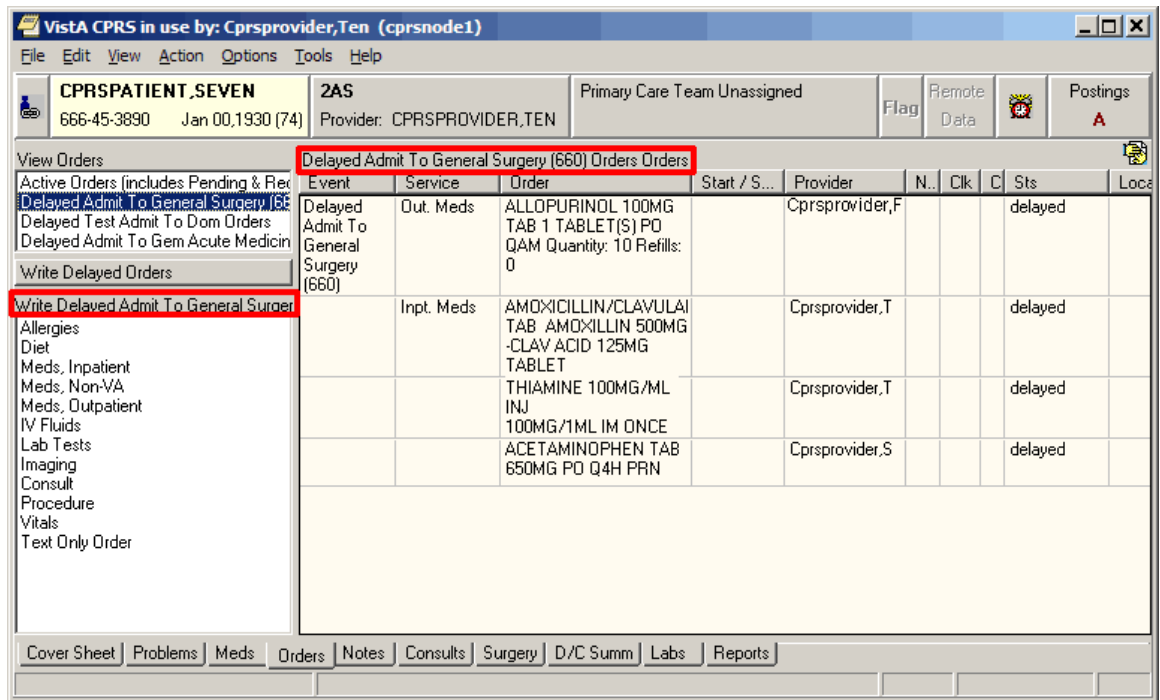 VistA CPRS in use by: Cprsprovider,Ten (cprsnode1)
File Edit View Action Options Tools Help
CPRSPATIENT,SEVEN
666-45-3890 Jan 00,1930 (74)
2AS
Provider: CPRSPROVIDER,TEN
Primary Care Team Unassigned
Flag
Remote
Data
Postings
A
View Orders
Active Orders (includes Pending & Rec
Delayed Admit To General Surgery (66
Delayed Test Admit To Dom Orders
Delayed Admit To Gem Acute Medicin
Write Delayed Orders
Write Delayed Admit To General Surger
Allergies
Diet
Meds, Inpatient
Meds, Non-VA
Meds, Outpatient
IV Fluids
Lab Tests
Imaging
Consult
Procedure
Vitals
Text Only Order
Delayed Admit To General Surgery (660) Orders Orders
Event Service Order Start / S... Provider N.. Clk C Sts Loca
Delayed
Admit To
General
Surgery
(660)
Out. Meds
ALLOPURINOL 100MG
TAB 1 TABLET(S) PO
QAM Quantity: 10 Refills:
0
Cprsprovider,F
delayed
Inpt. Meds
AMOXICILLIN/CLAVULAI
TAB AMOXILLIN 500MG
-CLAV ACID 125MG
TABLET
Cprsprovider,T
delayed
THIAMINE 100MG/ML
INJ
100MG/1ML IM ONCE
Cprsprovider,T
delayed
ACETAMINOPHEN TAB
650MG PO Q4H PRN
Cprsprovider,S
delayed
Cover Sheet Problems Meds Orders Notes Consults Surgery D/C Summ Labs Reports